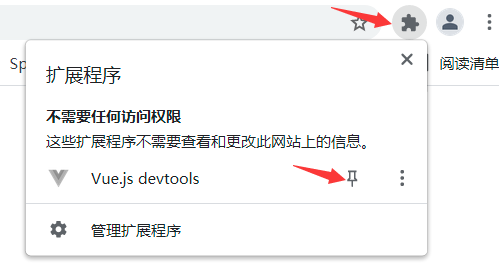 Sp
阅读清单
扩展程序
不需要任何访问权限
这些扩展程序不需要查看和更改此网站上的信息。
Vue.js devtools
管理扩展程序